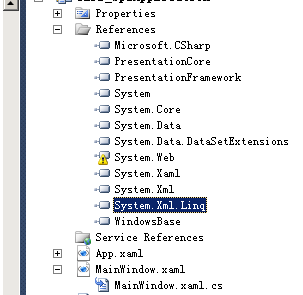 Properties
References
Microsoft.CSharp
PresentationCore
PresentationFramework
System
System.Core
System.Data
System.Data.DataSetExtensions
System.Web
System.Xaml
System.Xml
System.Xml.Linq
WindowsBase
Service References
App.xaml
MainWindow.xaml
MainWindow.xaml.cs